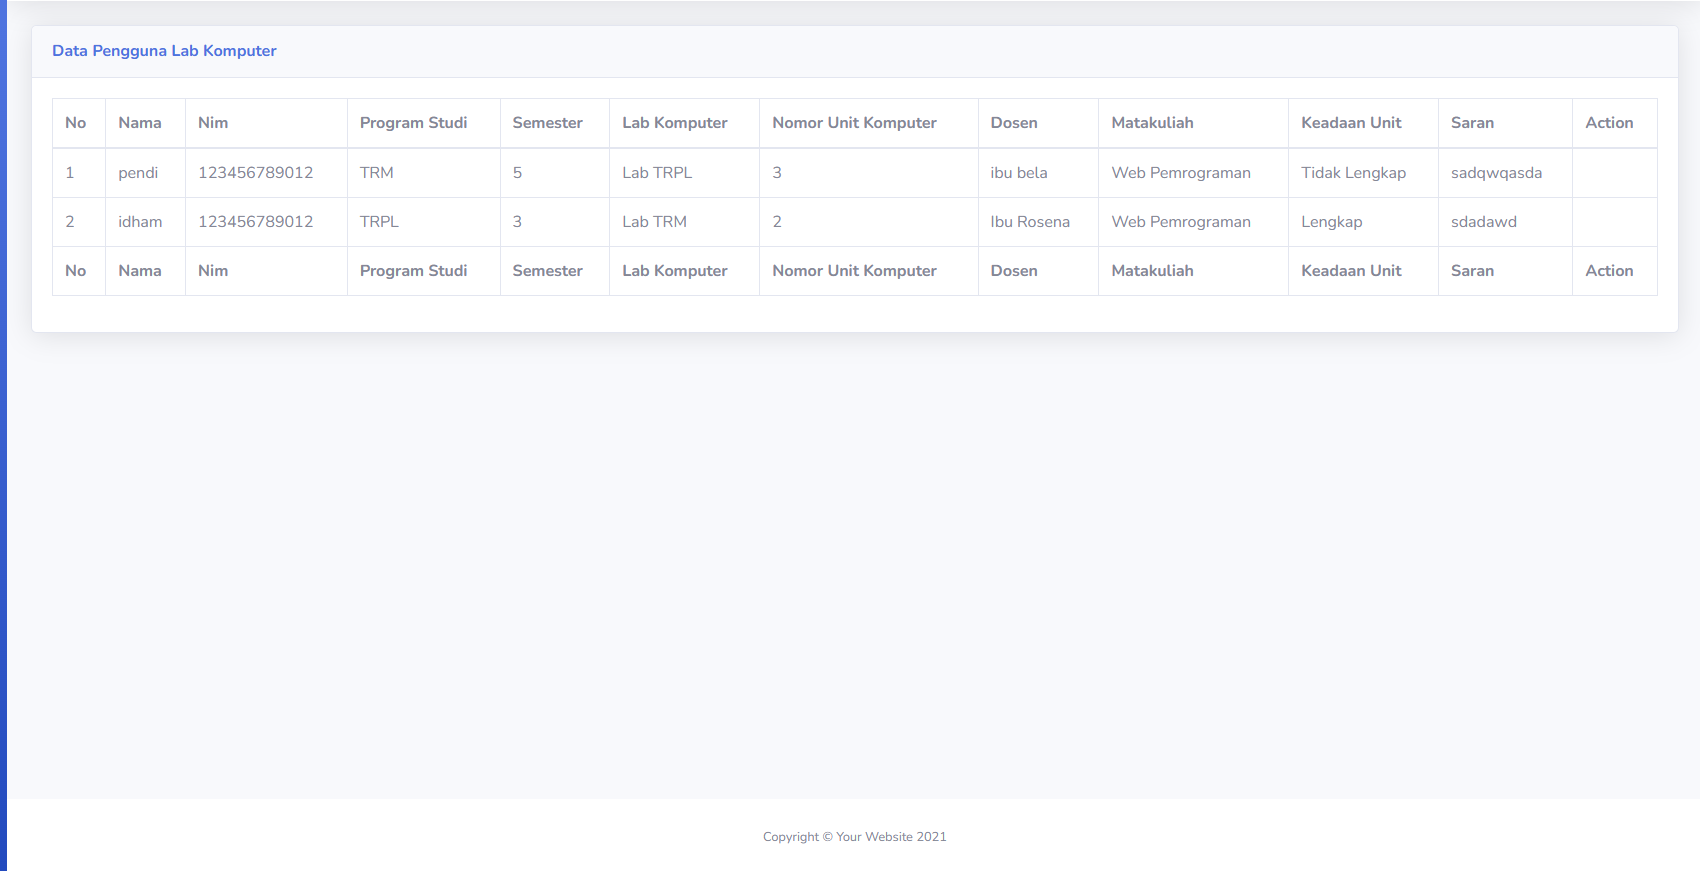 Data Pengguna Lab Komputer
No Nama Nim Program Studi Semester Lab Komputer Nomor Unit Komputer Dosen Matakuliah Keadaan Unit Saran Action
1 pendi 123456789012 TRM 5 Lab TRPL 3 ibu bela Web Pemrograman Tidak Lengkap sadqwqasda
2 idham 123456789012 TRPL 3 Lab TRM 2 Ibu Rosena Web Pemrograman Lengkap sdadawd
No Nama Nim Program Studi Semester Lab Komputer Nomor Unit Komputer Dosen Matakuliah Keadaan Unit Saran Action
Copyright © Your Website 2021